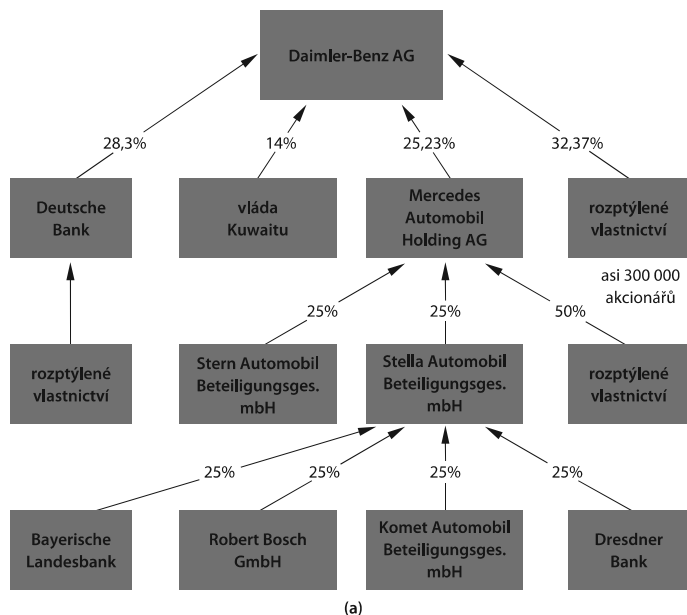 Daimler-Benz AG
28,3%
14%
25,23%
32,37%
Deutsche
Bank
vláda
Kuwaitu
Mercedes
Automobil
Holding AG
rozptýlené
vlastnictví
asi 300 000
akcionářů
25%
25%
50%
rozptýlené
vlastnictví
Stern Automobil
Beteiligungsges.
mbH
Stella Automobil
Beteiligungsges.
mbH
rozptýlené
vlastnictví
25%
25%
25%
25%
Bayerische
Landesbank
Robert Bosch
GmbH
Komet Automobil
Beteiligungsges.
mbH
Dresdner
Bank
(a)